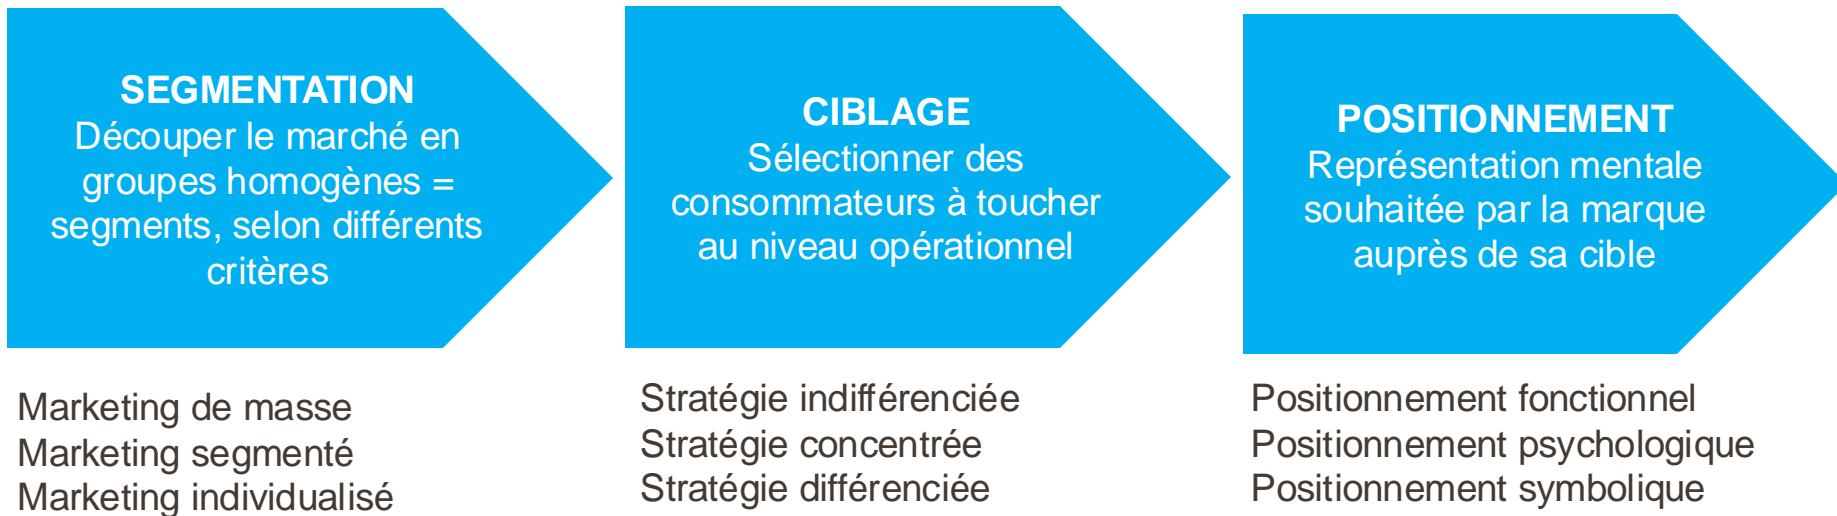 SEGMENTATION
Découper le marché en
groupes homogènes =
segments, selon différents
critères
CIBLAGE
Sélectionner des
consommateurs à toucher
au niveau opérationnel
POSITIONNEMENT
Représentation mentale
souhaitée par la marque
auprès de sa cible
Marketing de masse
Marketing segmenté
Marketing individualisé
Stratégie indifférenciée
Stratégie concentrée
Stratégie différenciée
Positionnement fonctionnel
Positionnement psychologique
Positionnement symbolique